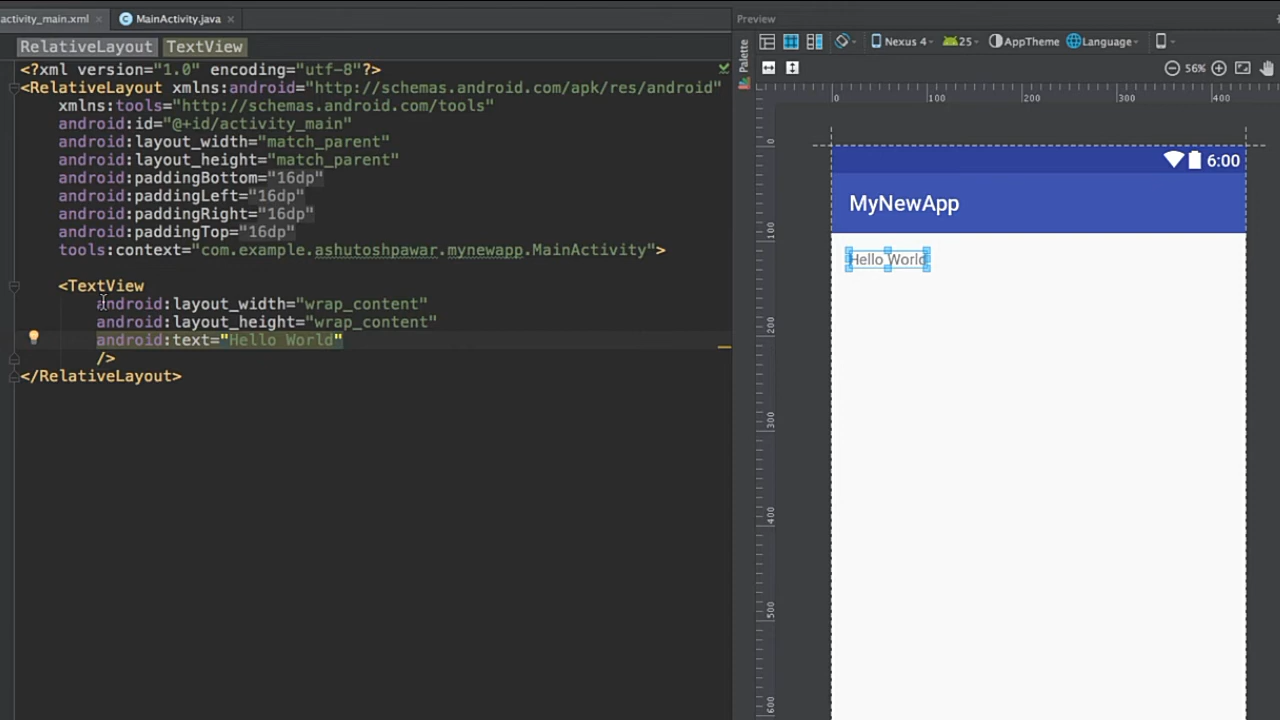 activity_main.xml
MainActivity.java
Preview
RelativeLayout TextView
Palette
Nexus 4 25 AppTheme Language
56%
<?xml version="1.0" encoding="utf-8"?>
<RelativeLayout xmlns:android="http://schemas.android.com/apk/res/android"
xmlns:tools="http://schemas.android.com/tools"
android:id="@+id/activity_main"
android:layout_width="match_parent"
android:layout_height="match_parent"
android:paddingBottom="16dp"
android:paddingLeft="16dp"
android:paddingRight="16dp"
android:paddingTop="16dp"
tools:context="com.example.ashutoshpawar.mynewapp.MainActivity">
<TextView
android:layout_width="wrap_content"
android:layout_height="wrap_content"
android:text="Hello World"
/>
</RelativeLayout>
0 100 200 300 400
0
100
200
300
400
500
600
6:00
MyNewApp
Hello World